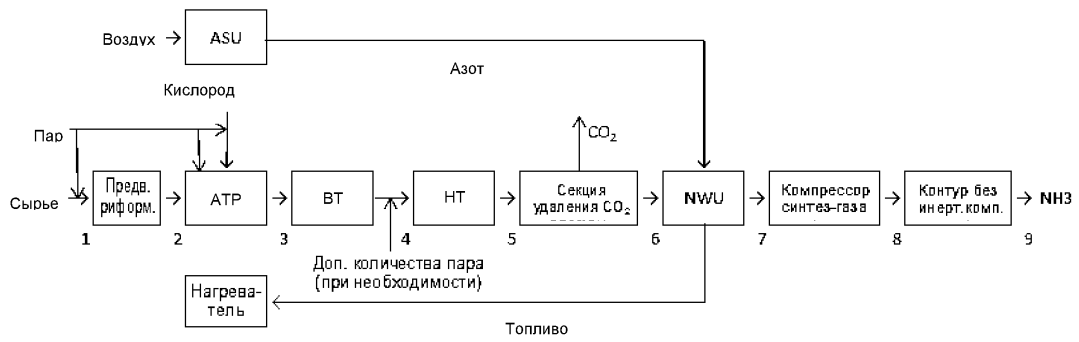 Воздух
ASU
Азот
Кислород
Пар
CO₂
Сырье
Предв.
риформ.
АТР
ВТ
НТ
Секция
удаления CO₂
NWU
Компрессор
синтез-газа
Контур без
инерт.комп.
NH3
1
2
3
4
5
6
7
8
9
Доп. количества пара
(при необходимости)
Нагрева-
тель
Топливо